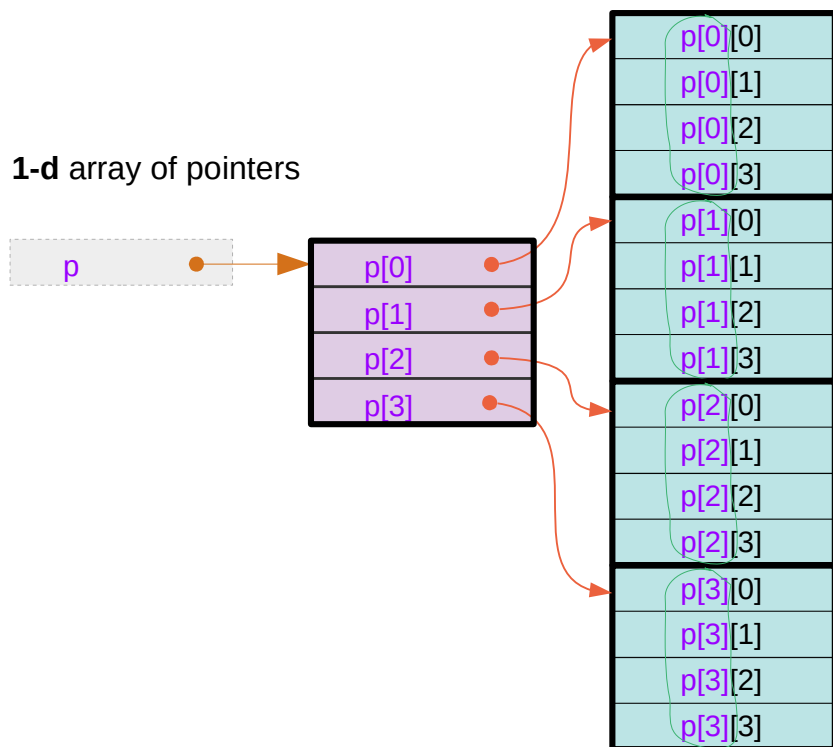 1-d array of pointers
p
p[0]
p[1]
p[2]
p[3]
p[0][0]
p[0][1]
p[0][2]
p[0][3]
p[1][0]
p[1][1]
p[1][2]
p[1][3]
p[2][0]
p[2][1]
p[2][2]
p[2][3]
p[3][0]
p[3][1]
p[3][2]
p[3][3]